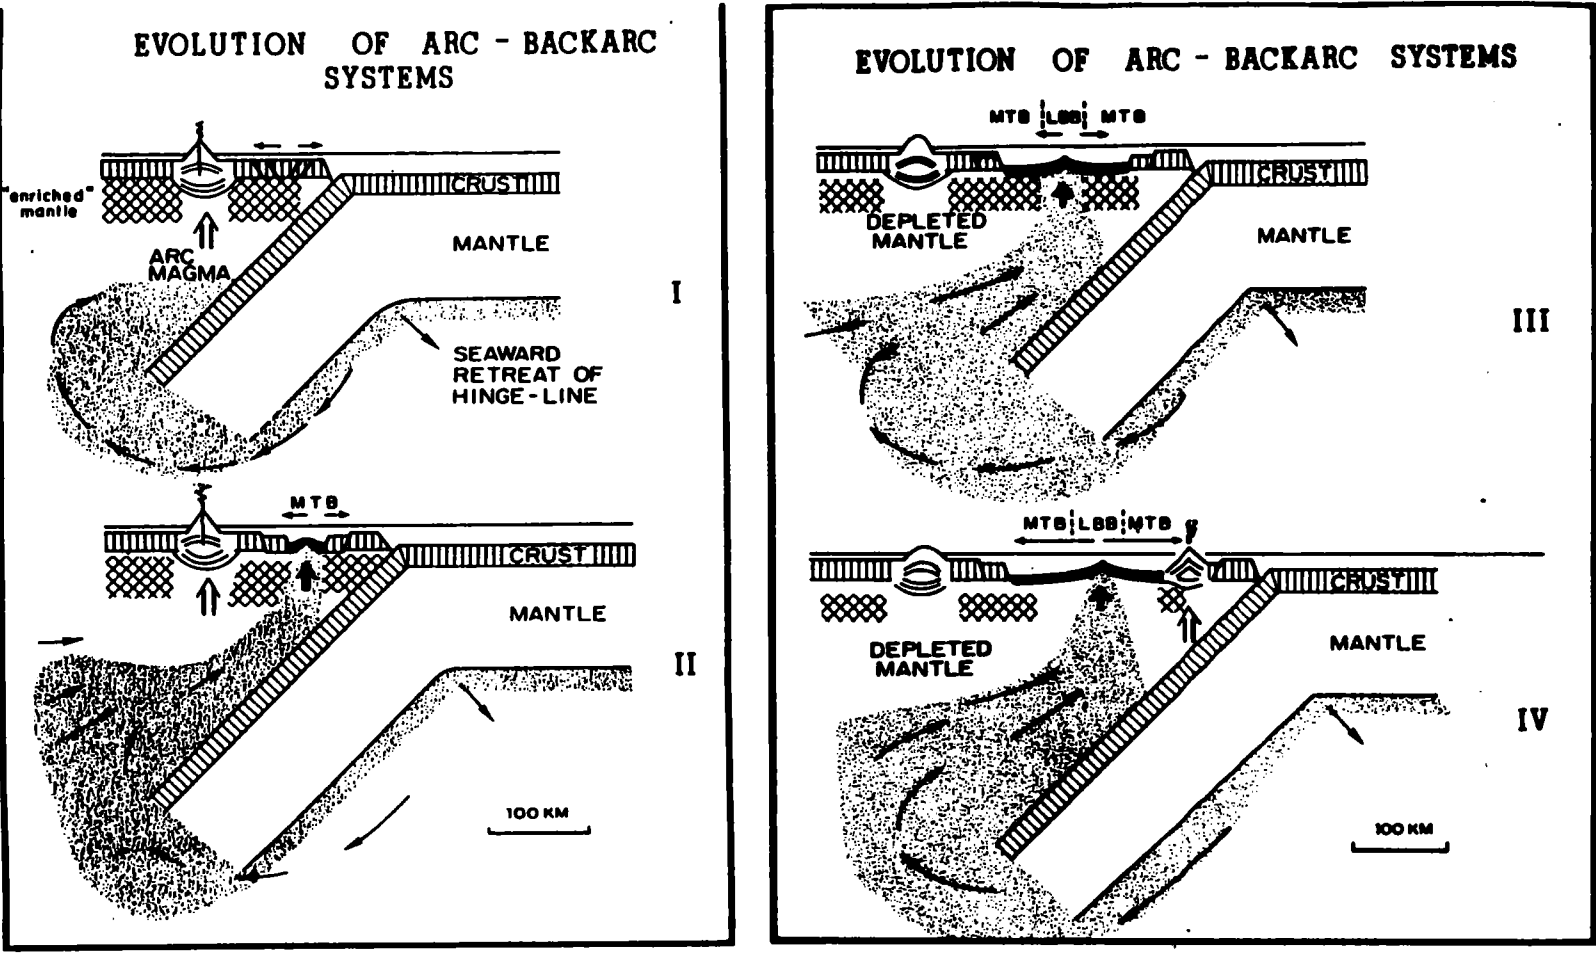 EVOLUTION OF ARC - BACKARC
SYSTEMS
"enriched"
mantle
CRUST
MANTLE
ARC
MAGMA
I
SEAWARD
RETREAT OF
HINGE-LINE
MTB
CRUST
MANTLE
II
100 KM
EVOLUTION OF ARC - BACKARC SYSTEMS
MTB LBB MTB
CRUST
DEPLETED
MANTLE
MANTLE
III
MTB LBB MTB
CRUST
DEPLETED
MANTLE
MANTLE
IV
100 KM